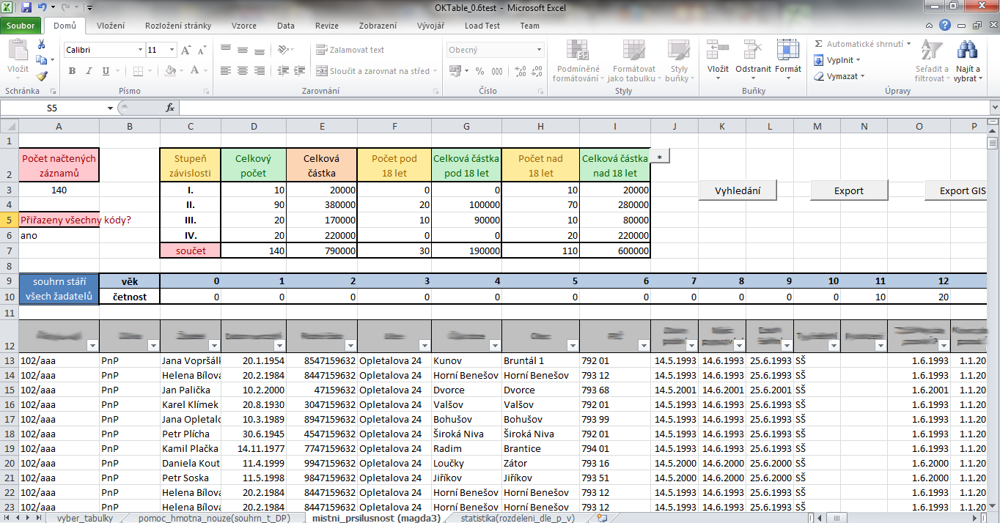 OKTable_0.6test - Microsoft Excel
Soubor Domů Vložení Rozložení stránky Vzorce Data Revize Zobrazení Vývojář Load Test Team
Vložit
Schránka
Calibri 11
B I U
Písmo
Zalamovat text
Sloučit a zarovnat na střed
Zarovnání
Obecný
% 000
Číslo
Podmíněné formátování
Formátovat jako tabulku
Styly buňky
Styly
Vložit Odstranit Formát
Buňky
Σ Automatické shrnutí
Vyplnit
Vymazat
Seřadit a filtrovat
Najít a vybrat
Úpravy
S5 fx
A B C D E F G H I J K L M N O P
1
2 Počet načtených záznamů Stupeň závislosti Celkový počet Celková částka Počet pod 18 let Celková částka pod 18 let Počet nad 18 let Celková částka nad 18 let *
3 140 I. 10 20000 0 0 10 20000 Vyhledání Export Export GIS
4 II. 90 380000 20 100000 70 280000
5 Přiřazeny všechny kódy? III. 20 170000 10 90000 10 80000
6 ano IV. 20 220000 0 0 20 220000
7 součet 140 790000 30 190000 110 600000
8
9 souhrn stáří věk 0 1 2 3 4 5 6 7 8 9 10 11 12
10 všech žadatelů četnost 0 0 0 0 0 0 0 0 0 0 0 10 20
11
12
13 102/aaa PnP Jana Vopršálk 20.1.1954 8547159632 Opletalova 24 Kunov Bruntál 1 792 01 14.5.1993 14.6.1993 25.6.1993 SŠ 1.6.1993 1.1.20
14 102/aaa PnP Helena Bílova 20.2.1984 8447159632 Opletalova 24 Horní Benešov Horní Benešov 793 12 14.5.1993 14.6.1993 25.6.1993 SŠ 1.6.1993 1.1.20
15 102/aaa PnP Jan Palička 10.2.2000 47159632 Opletalova 24 Dvorce Dvorce 793 68 14.5.2001 14.6.2001 25.6.2001 SŠ 1.6.2001 1.1.20
16 102/aaa PnP Karel Klímek 20.8.1930 3047159632 Opletalova 24 Valšov Valšov 792 01 14.5.1993 14.6.1993 25.6.1993 SŠ 1.6.1993 1.1.20
17 102/aaa PnP Jana Opletalo 10.3.1989 8947159632 Opletalova 24 Bohušov Bohušov 793 99 14.5.1993 14.6.1993 25.6.1993 SŠ 1.6.1993 1.1.20
18 102/aaa PnP Petr Plícha 30.6.1945 4547159632 Opletalova 24 Široká Niva Široká Niva 792 01 14.5.1993 14.6.1993 25.6.1993 SŠ 1.6.1993 1.1.20
19 102/aaa PnP Kamil Plačka 14.11.1977 7747159632 Opletalova 24 Radim Brantice 794 01 14.5.1993 14.6.1993 25.6.1993 SŠ 1.6.1993 1.1.20
20 102/aaa PnP Daniela Kout 11.4.1999 9947159632 Opletalova 24 Loučky Zátor 793 16 14.5.2000 14.6.2000 25.6.2000 SŠ 1.6.2000 1.1.20
21 102/aaa PnP Petr Soska 11.5.1998 9847159632 Opletalova 24 Jiříkov Jiříkov 793 51 14.5.2000 14.6.2000 25.6.2000 SŠ 1.6.2000 1.1.20
22 102/aaa PnP Helena Bílova 20.2.1984 8447159632 Opletalova 24 Horní Benešov Horní Benešov 793 12 14.5.1993 14.6.1993 25.6.1993 SŠ 1.6.1993 1.1.20
23 102/aaa PnP Helena Bílova 20.2.1984 8447159632 Opletalova 24 Horní Benešov Horní Benešov 793 12 14.5.1993 14.6.1993 25.6.1993 SŠ 1.6.1993 1.1.20
vyber_tabulky pomoc_hmotna_nouze(souhrn_t_DP) mistni_prsilusnost (magda3) statistika(rozdeleni_dle_p_v)